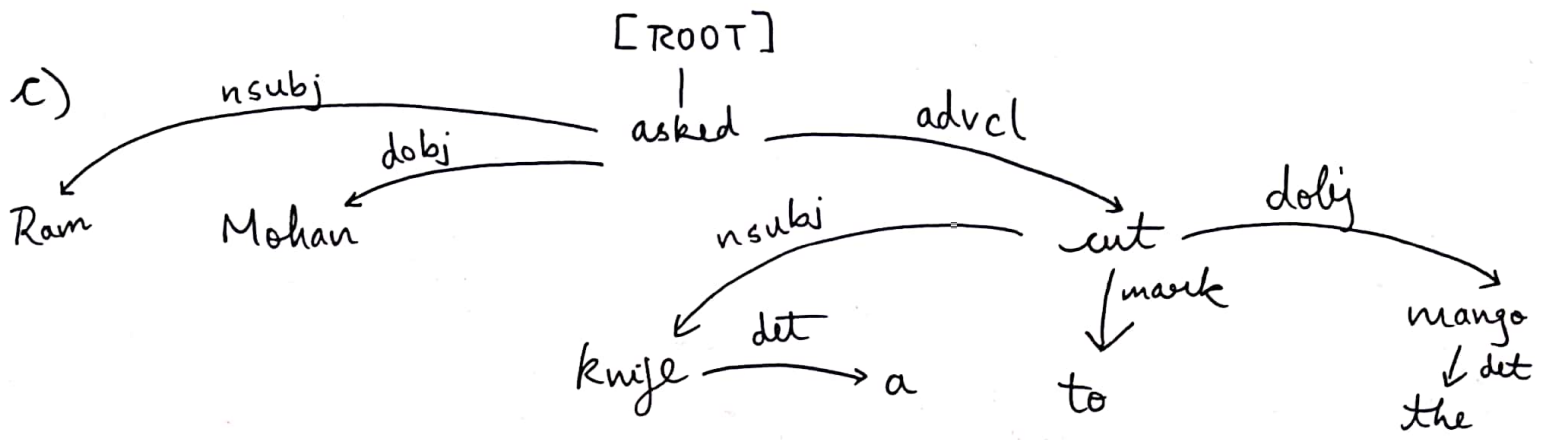 [ROOT]
c)
nsubj
asked
advcl
dobj
Ram
Mohan
nsubj
cut
dobj
mark
mango
knife
det
a
to
det
the